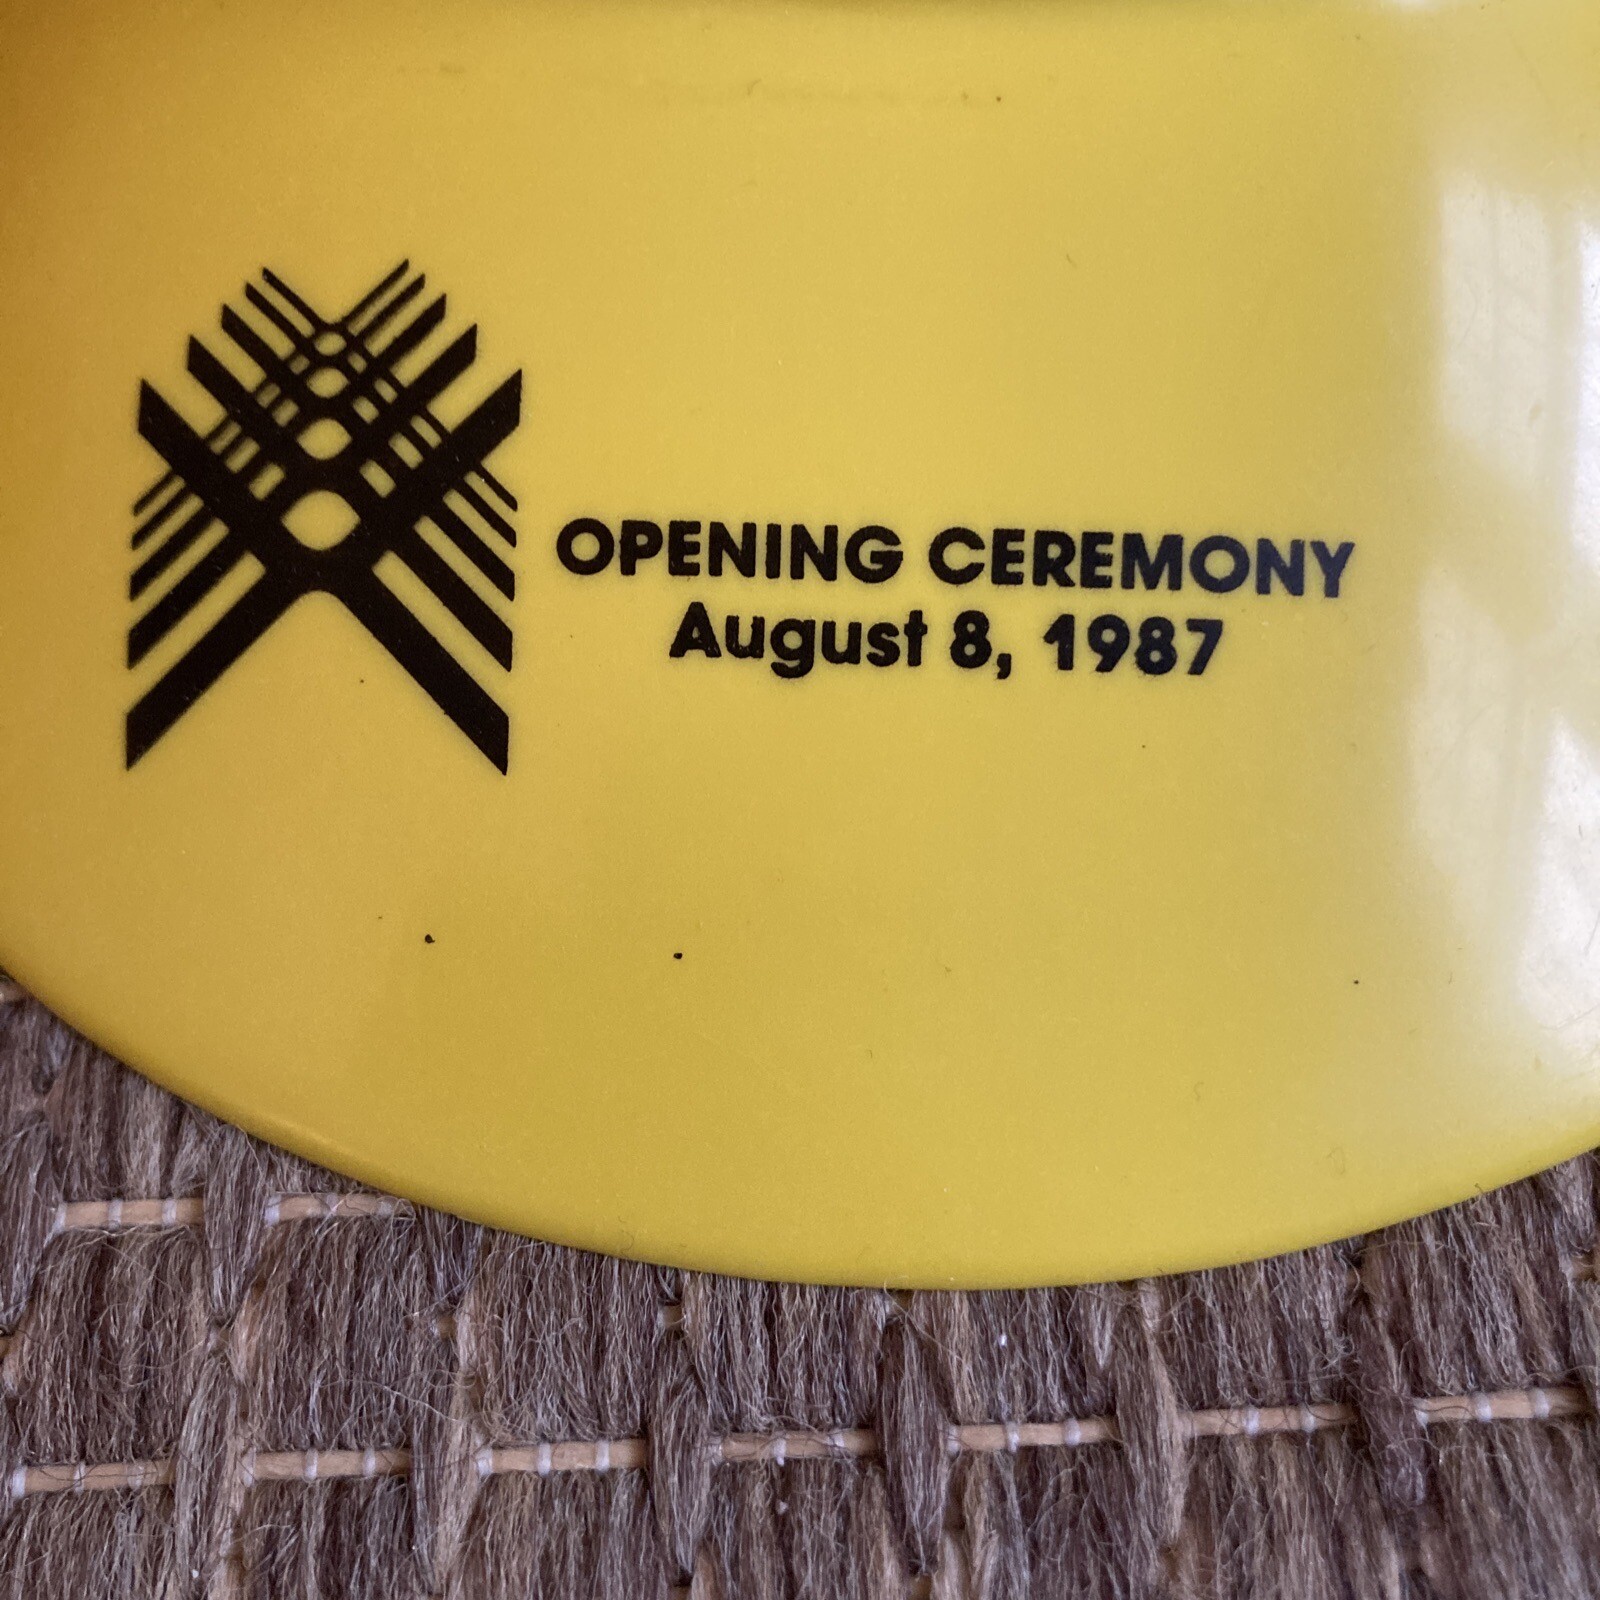 OPENING CEREMONY
August 8, 1987